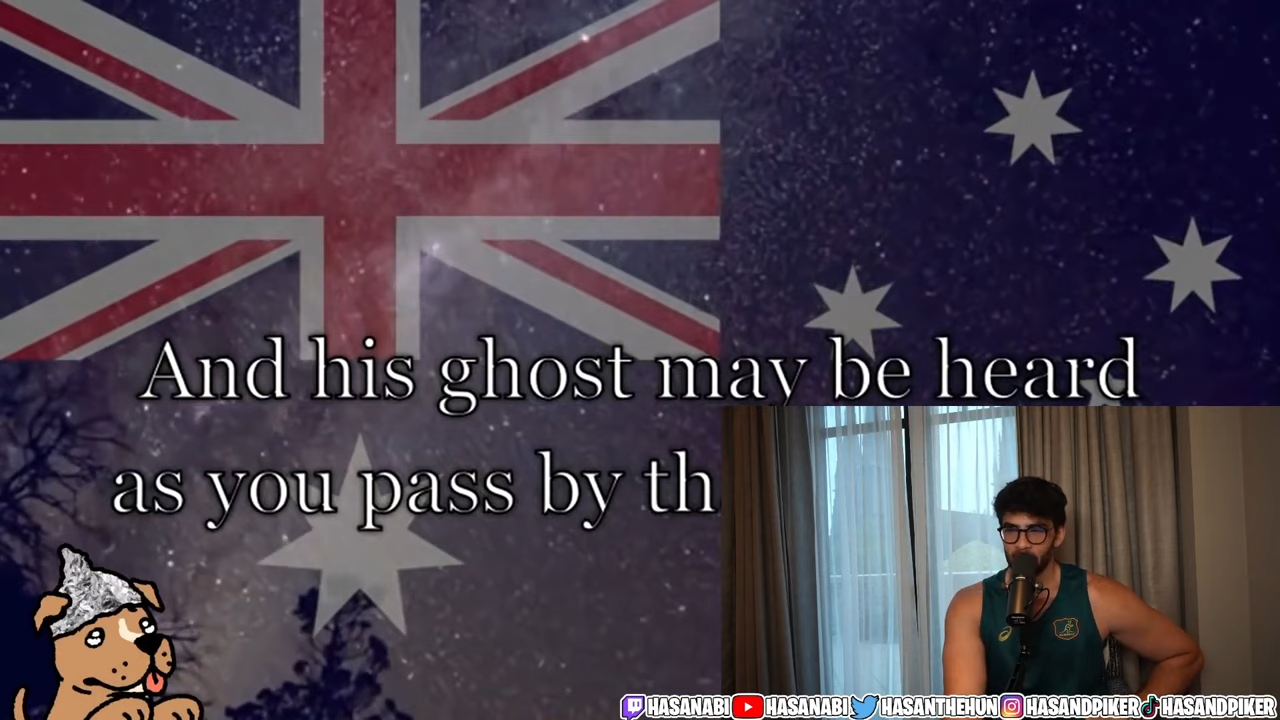 And his ghost may be heard
as you pass by th
HASANABI HASANABI HASANTHEHUN HASANDPIKER HASANDPIKER